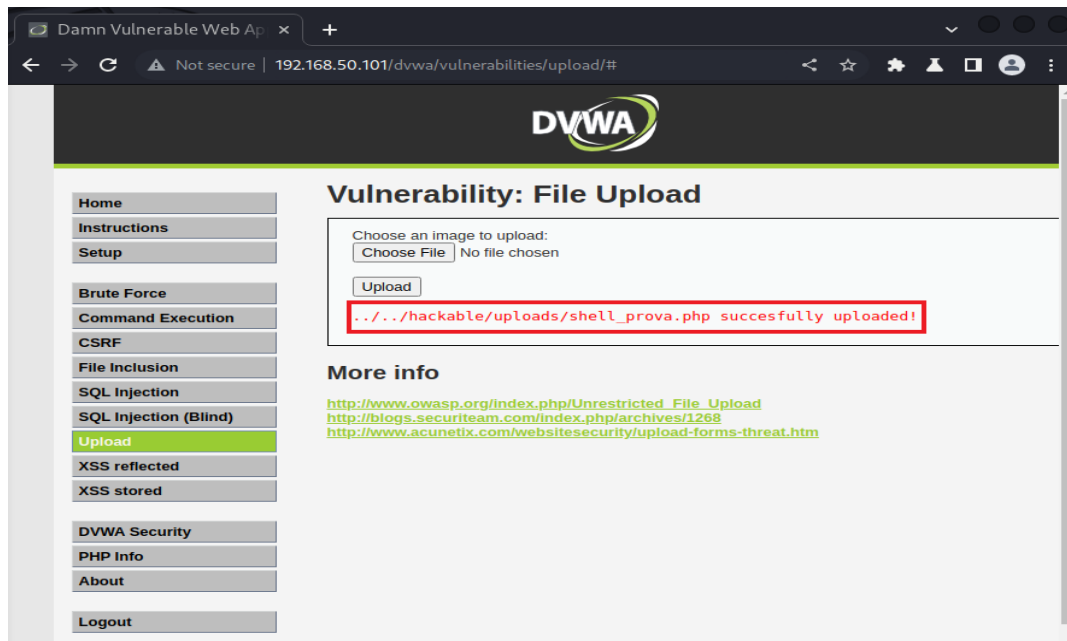 Damn Vulnerable Web Ap
Not secure | 192.168.50.101/dvwa/vulnerabilities/upload/#
DVWA
Home
Instructions
Setup
Brute Force
Command Execution
CSRF
File Inclusion
SQL Injection
SQL Injection (Blind)
Upload
XSS reflected
XSS stored
DVWA Security
PHP Info
About
Logout
Vulnerability: File Upload
Choose an image to upload:
Choose File No file chosen
Upload
../../hackable/uploads/shell_prova.php succesfully uploaded!
More info
http://www.owasp.org/index.php/Unrestricted_File_Upload
http://blogs.securiteam.com/index.php/archives/1268
http://www.acunetix.com/websitesecurity/upload-forms-threat.htm